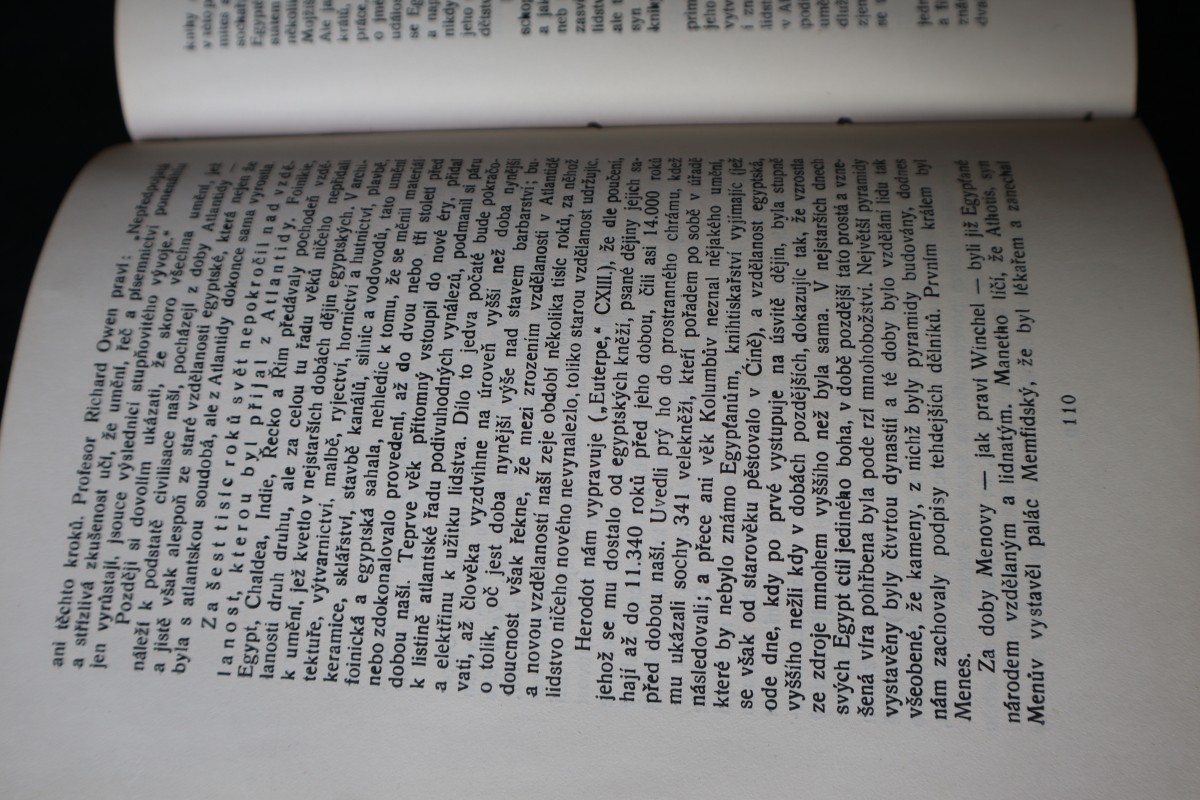 ani těchto kroků. Profesor Richard Owen praví: „Nepředpojatá
a střízlivá zkušenost učí, že umění, řeč a písemnictví pomalu
jen vyrůstají, jsouce výslednicí stupňovitého vývoje."
Později si dovolím ukázati, že skoro všechna umění, jež
náleží k podstatě civilisace naší, pocházejí z doby Atlantidy —
a jistě však alespoň ze staré vzdělanosti egyptské, která nejen že
byla s atlantskou soudobá, ale z Atlantidy dokonce sama vyrostla.
Za šest tisíc roků svět nepokročil nad vzdě-
lanost, kterou byl přijal z Atlantidy. Foinikie,
Egypt, Chaldea, Indie, Řecko a Řím předávaly pochodeň vzdě-
lanosti druh druhu, ale za celou tu řadu věků ničeho nepřidali
k umění, jež kvetlo v nejstarších dobách dějin egyptských. V archi-
tektuře, výtvarnictví, malbě, ryjectví, hornictví a hutnictví, plavbě,
keramice, sklářství, stavbě kanálů, silnic a vodovodů, tato umění
foinická a egyptská sahala, nehledíc k tomu, že se měnil materiál
nebo zdokonalovalo provedení, až do dvou nebo tří století před
dobou naší. Teprve věk přítomný vstoupil do nové éry, přidal
k listině atlantské řadu podivuhodných vynálezů, podmanil si páru
a elektřinu k užitku lidstva. Dílo to jedva počaté bude pokračo-
vati, až člověka vyzdvihne na úroveň vyšší než doba nynější
o tolik, oč jest doba nynější výše nad stavem barbarství; bu-
doucnost však řekne, že mezi zrozením vzdělanosti v Atlantidě
a novou vzdělaností naší zeje období několika tisíc roků, za něhož
lidstvo ničeho nového nevynalezlo, toliko starou vzdělanost udržujíc.
Herodot nám vypravuje („Euterpe," CXIII.), že dle poučení,
jehož se mu dostalo od egyptských kněží, psané dějiny jejich sa-
hají až do 11.340 roků před jeho dobou, čili asi 14.000 roků
před dobou naší. Uvedli prý ho do prostranného chrámu, kdež
mu ukázali sochy 341 velekněží, kteří pořadem po sobě v úřadě
následovali; a přece ani věk Kolumbův neznal nějakého umění,
které by nebylo známo Egypťanům, knihtiskařství vyjímajíc (jež
se však od starověku pěstovalo v Číně), a vzdělanost egyptská,
ode dne, kdy po prvé vystupuje na úsvitě dějin, byla stupně
vyššího nežli kdy v dobách pozdějších, dokazujíc tak, že vzrostla
ze zdroje mnohem vyššího než byla sama. V nejstarších dnech
svých Egypt ctil jediného boha, v době pozdější tato prostá a vzne-
šená víra pohřbena byla pode rzí mnohobožství. Největší pyramidy
vystavěny byly čtvrtou dynastií a té doby bylo vzdělání lidu tak
všeobecné, že kameny, z nichž byly pyramidy budovány, dodnes
nám zachovaly podpisy tehdejších dělníků. Prvním králem byl
Menes.
Za doby Menovy — jak praví Winchel — byli již Egypťané
národem vzdělaným a lidnatým. Manetho líčí, že Athotis, syn
Menův vystavěl palác Memfidský, že byl lékařem a zanechal
110